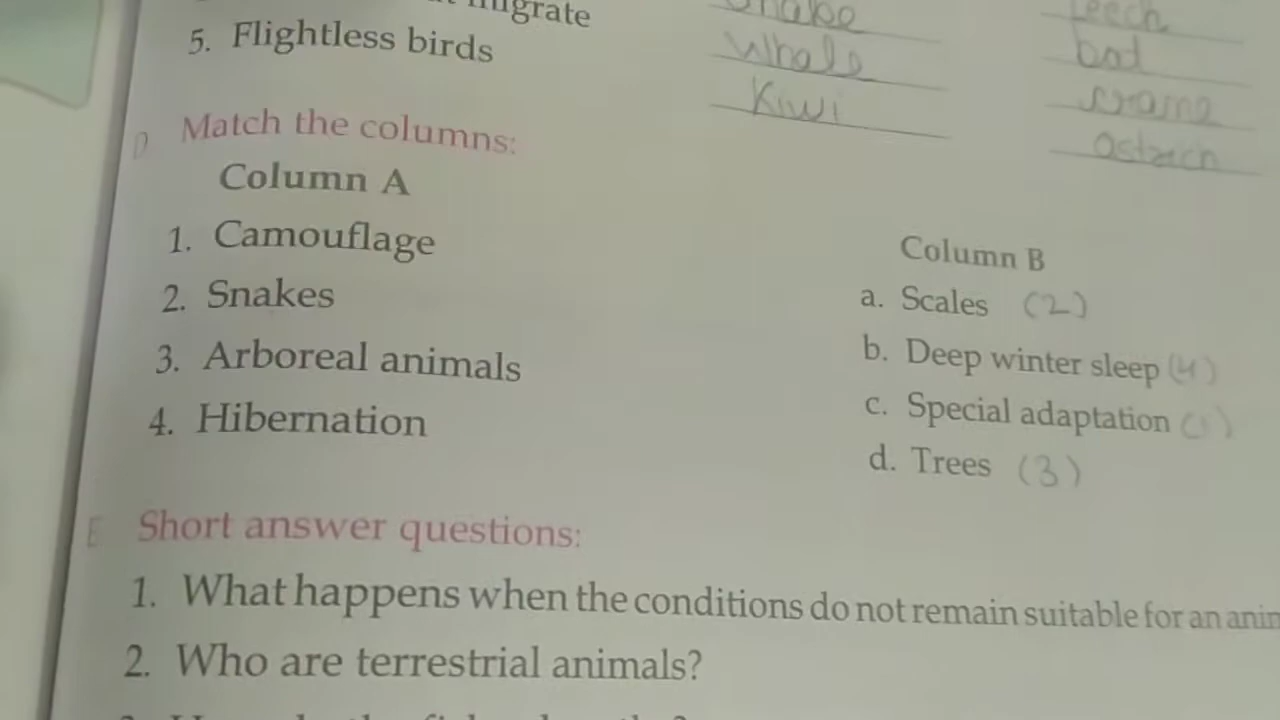 migrate
5. Flightless birds
Whale
bat
Kiwi
D Match the columns:
Column A
Column B
1. Camouflage
a. Scales (2)
2. Snakes
b. Deep winter sleep (4)
3. Arboreal animals
c. Special adaptation (1)
4. Hibernation
d. Trees (3)
E Short answer questions:
1. What happens when the conditions do not remain suitable for an
2. Who are terrestrial animals?